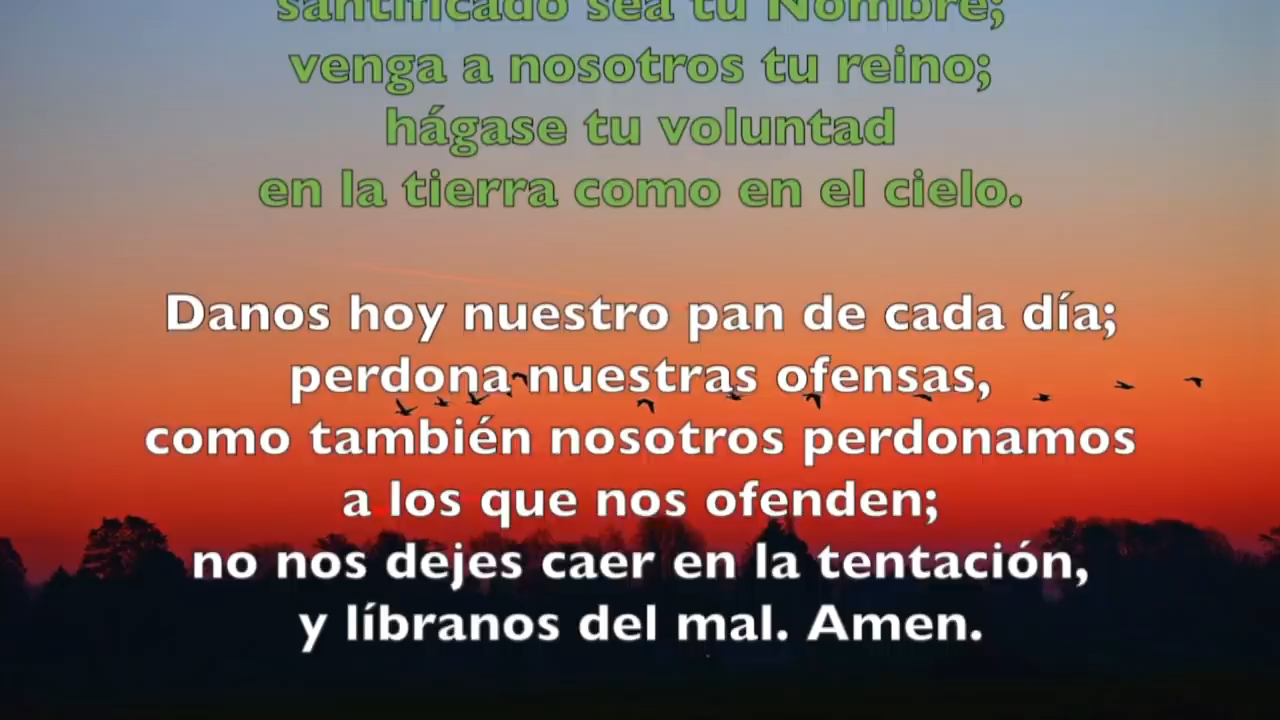 santificado sea tu Nombre;
venga a nosotros tu reino;
hágase tu voluntad
en la tierra como en el cielo.
Danos hoy nuestro pan de cada día;
perdona nuestras ofensas,
como también nosotros perdonamos
a los que nos ofenden;
no nos dejes caer en la tentación,
y líbranos del mal. Amen.